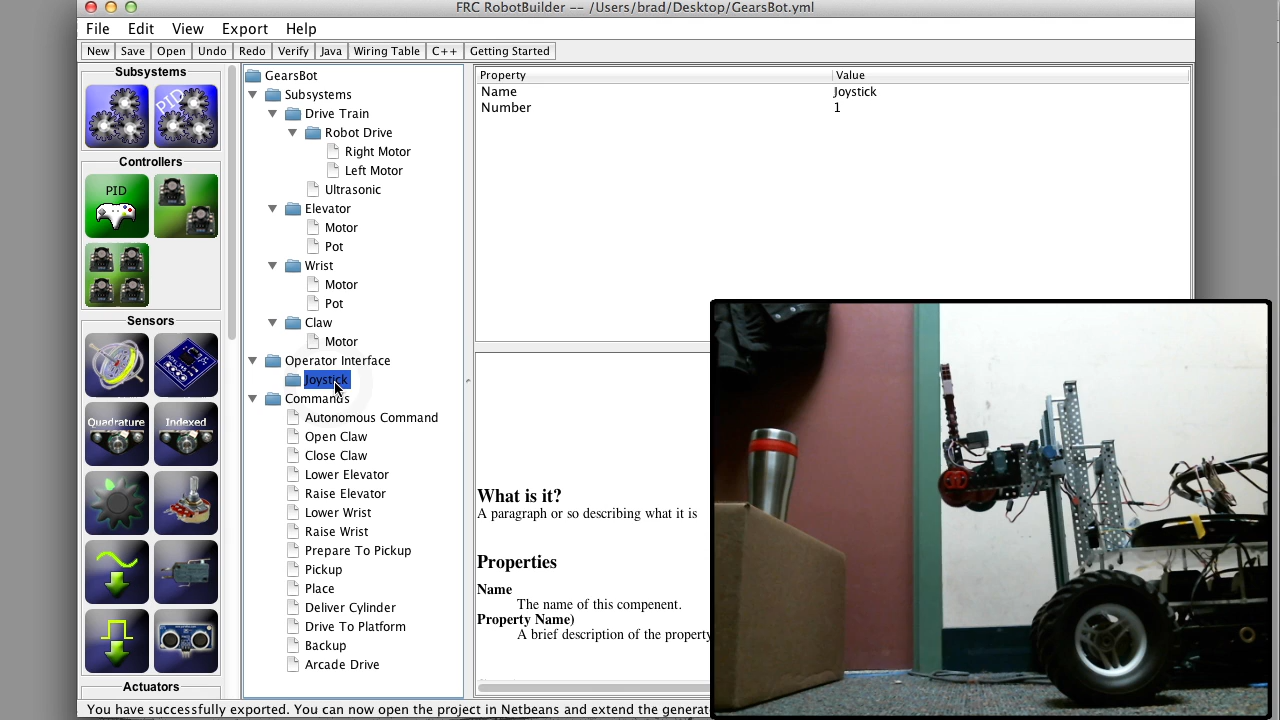 FRC RobotBuilder -- /Users/brad/Desktop/GearsBot.yml
File Edit View Export Help
New Save Open Undo Redo Verify Java Wiring Table C++ Getting Started
Subsystems
PID
Controllers
PID
Sensors
Quadrature
Indexed
Actuators
GearsBot
Subsystems
Drive Train
Robot Drive
Right Motor
Left Motor
Ultrasonic
Elevator
Motor
Pot
Wrist
Motor
Pot
Claw
Motor
Operator Interface
Joystick
Commands
Autonomous Command
Open Claw
Close Claw
Lower Elevator
Raise Elevator
Lower Wrist
Raise Wrist
Prepare To Pickup
Pickup
Place
Deliver Cylinder
Drive To Platform
Backup
Arcade Drive
Property Value
Name Joystick
Number 1
What is it?
A paragraph or so describing what it is
Properties
Name
The name of this compenent.
Property Name)
A brief description of the property
You have successfully exported. You can now open the project in Netbeans and extend the generat